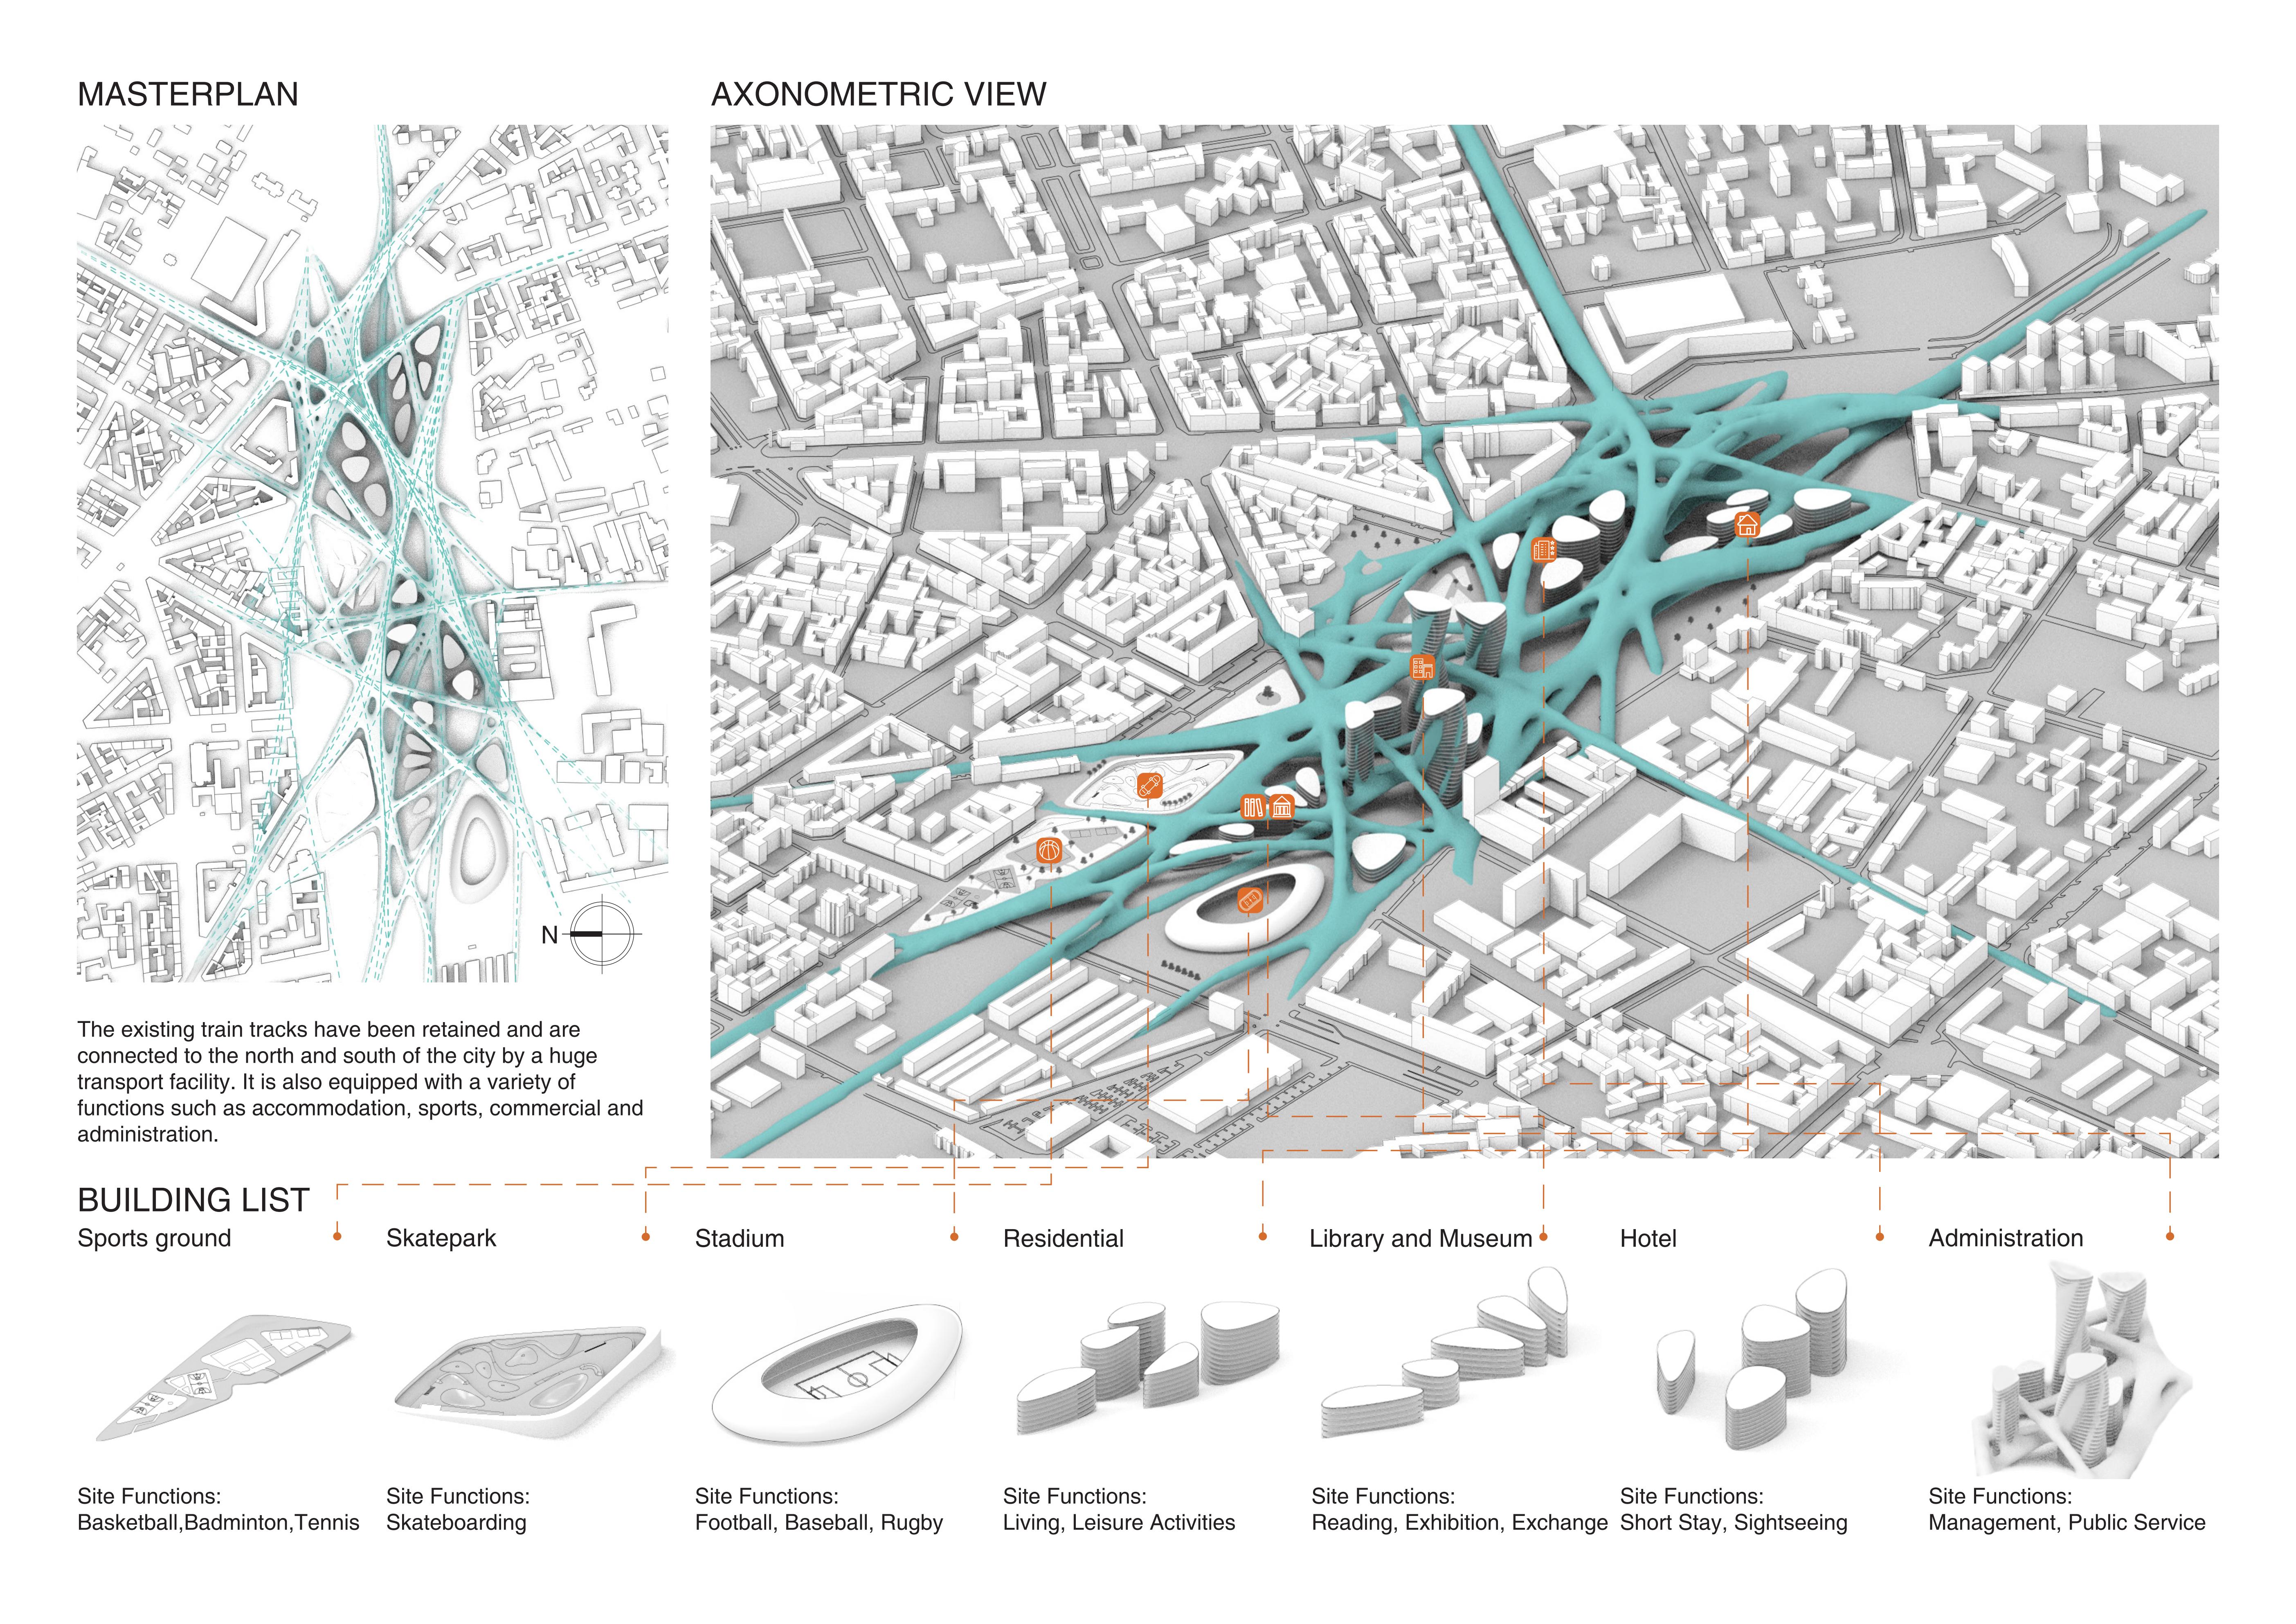 MASTERPLAN
AXONOMETRIC VIEW
N
The existing train tracks have been retained and are
connected to the north and south of the city by a huge
transport facility. It is also equipped with a variety of
functions such as accommodation, sports, commercial and
administration.
BUILDING LIST
Sports ground
Skatepark
Stadium
Residential
Library and Museum
Hotel
Administration
Site Functions:
Basketball,Badminton,Tennis
Site Functions:
Skateboarding
Site Functions:
Football, Baseball, Rugby
Site Functions:
Living, Leisure Activities
Site Functions:
Reading, Exhibition, Exchange
Site Functions:
Short Stay, Sightseeing
Site Functions:
Management, Public Service